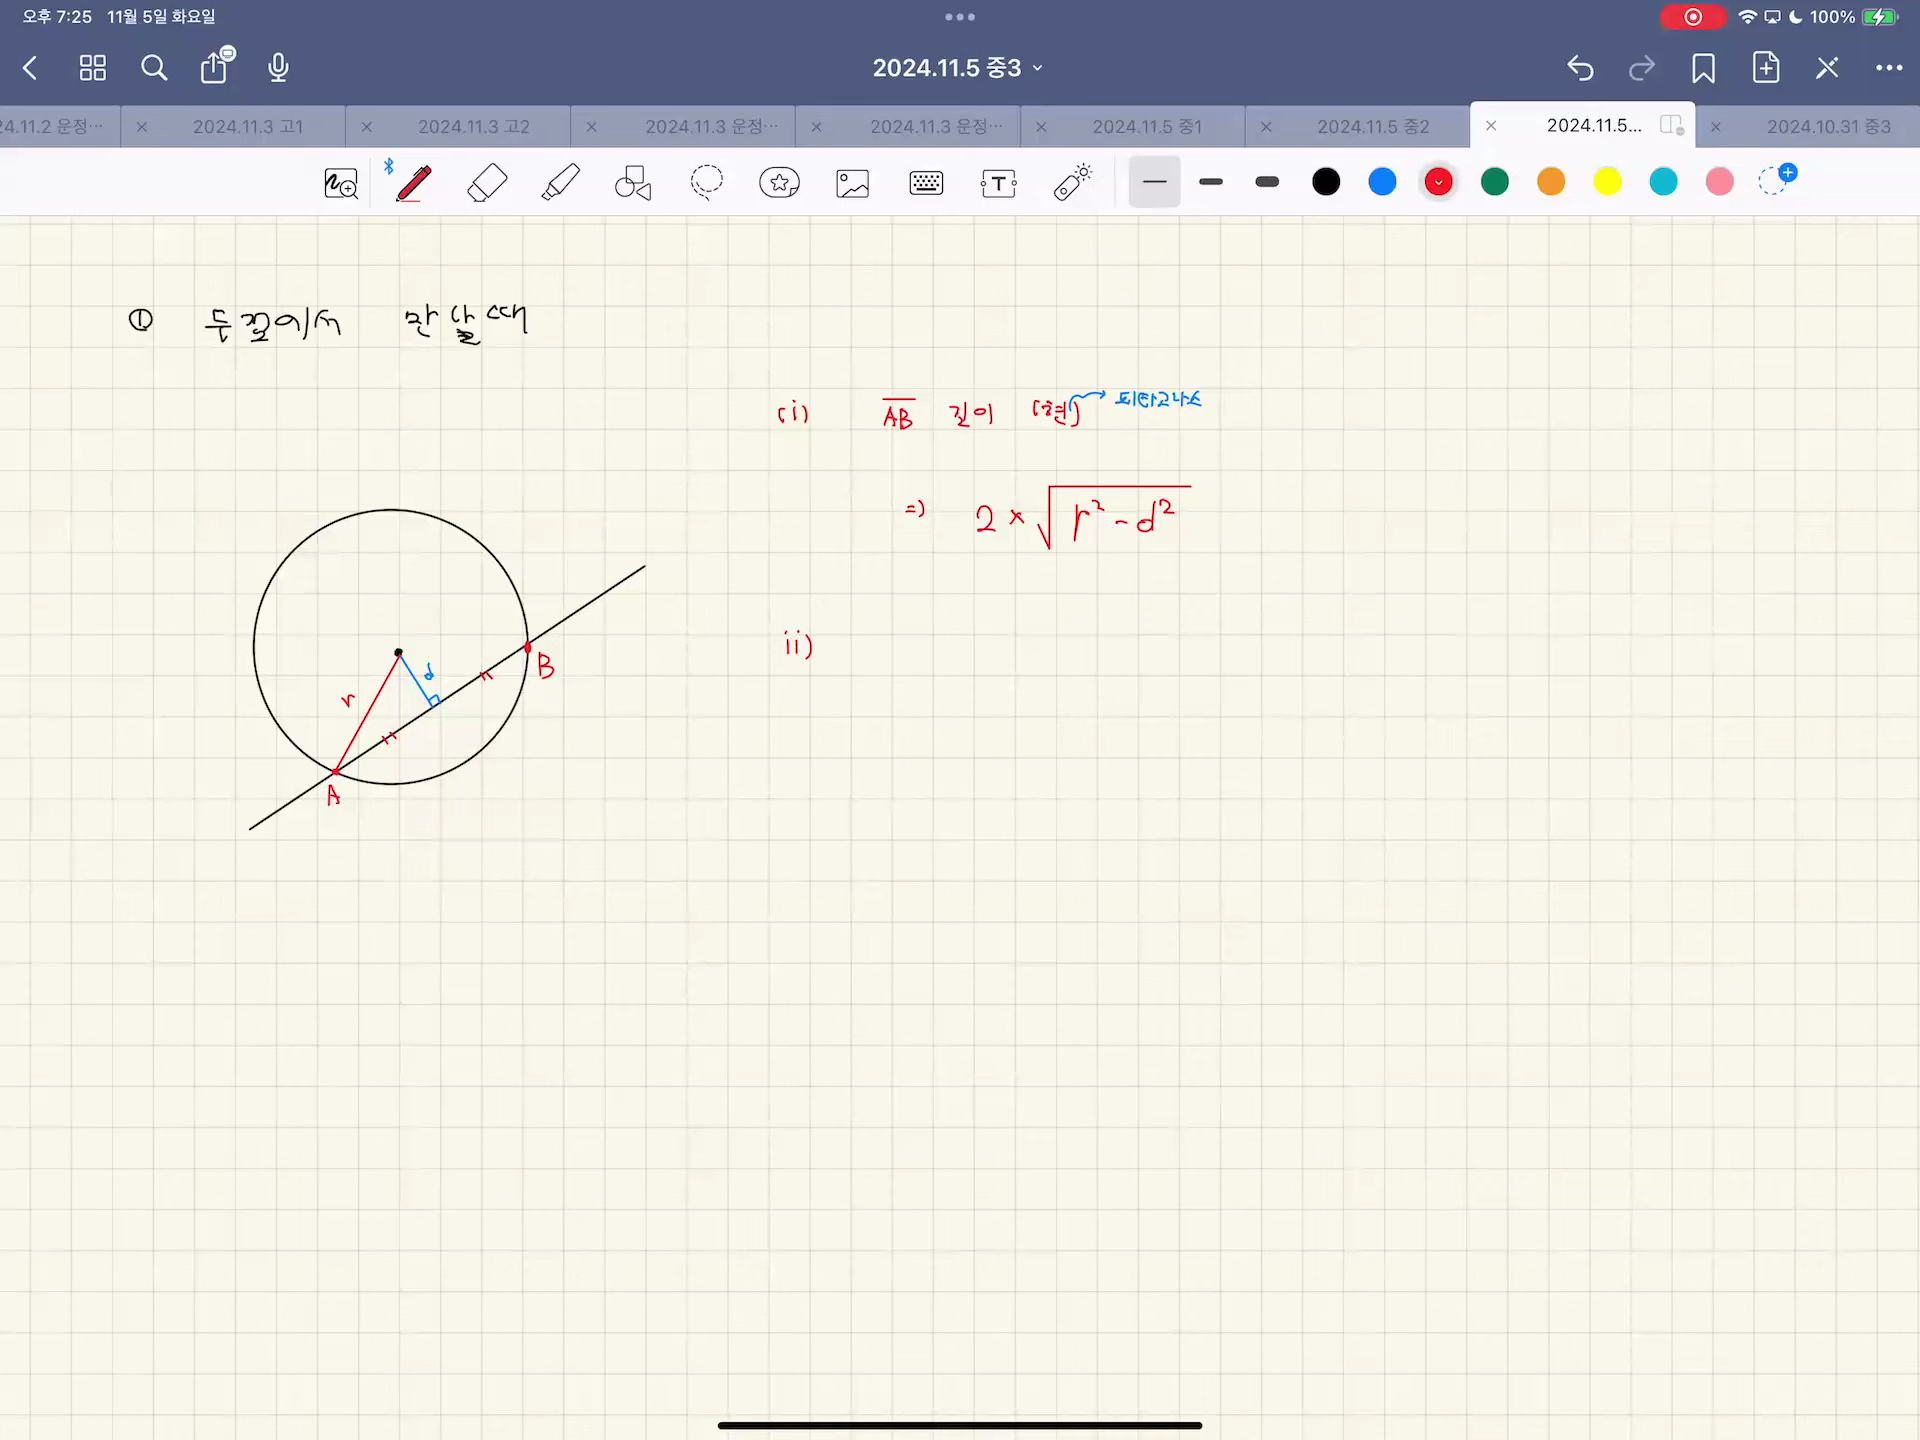 오후 7:25 11월 5일 화요일
100%
2024.11.5 중3
24.11.2 운정… 2024.11.3 고1 2024.11.3 고2 2024.11.3 운정… 2024.11.3 운정… 2024.11.5 중1 2024.11.5 중2 2024.11.5... 2024.10.31 중3
① 두점에서 만날때
(i) AB 길이 (현) → 피타고라스
⇒ 2 × √(r² - d²)
ii)
d
r
B
A